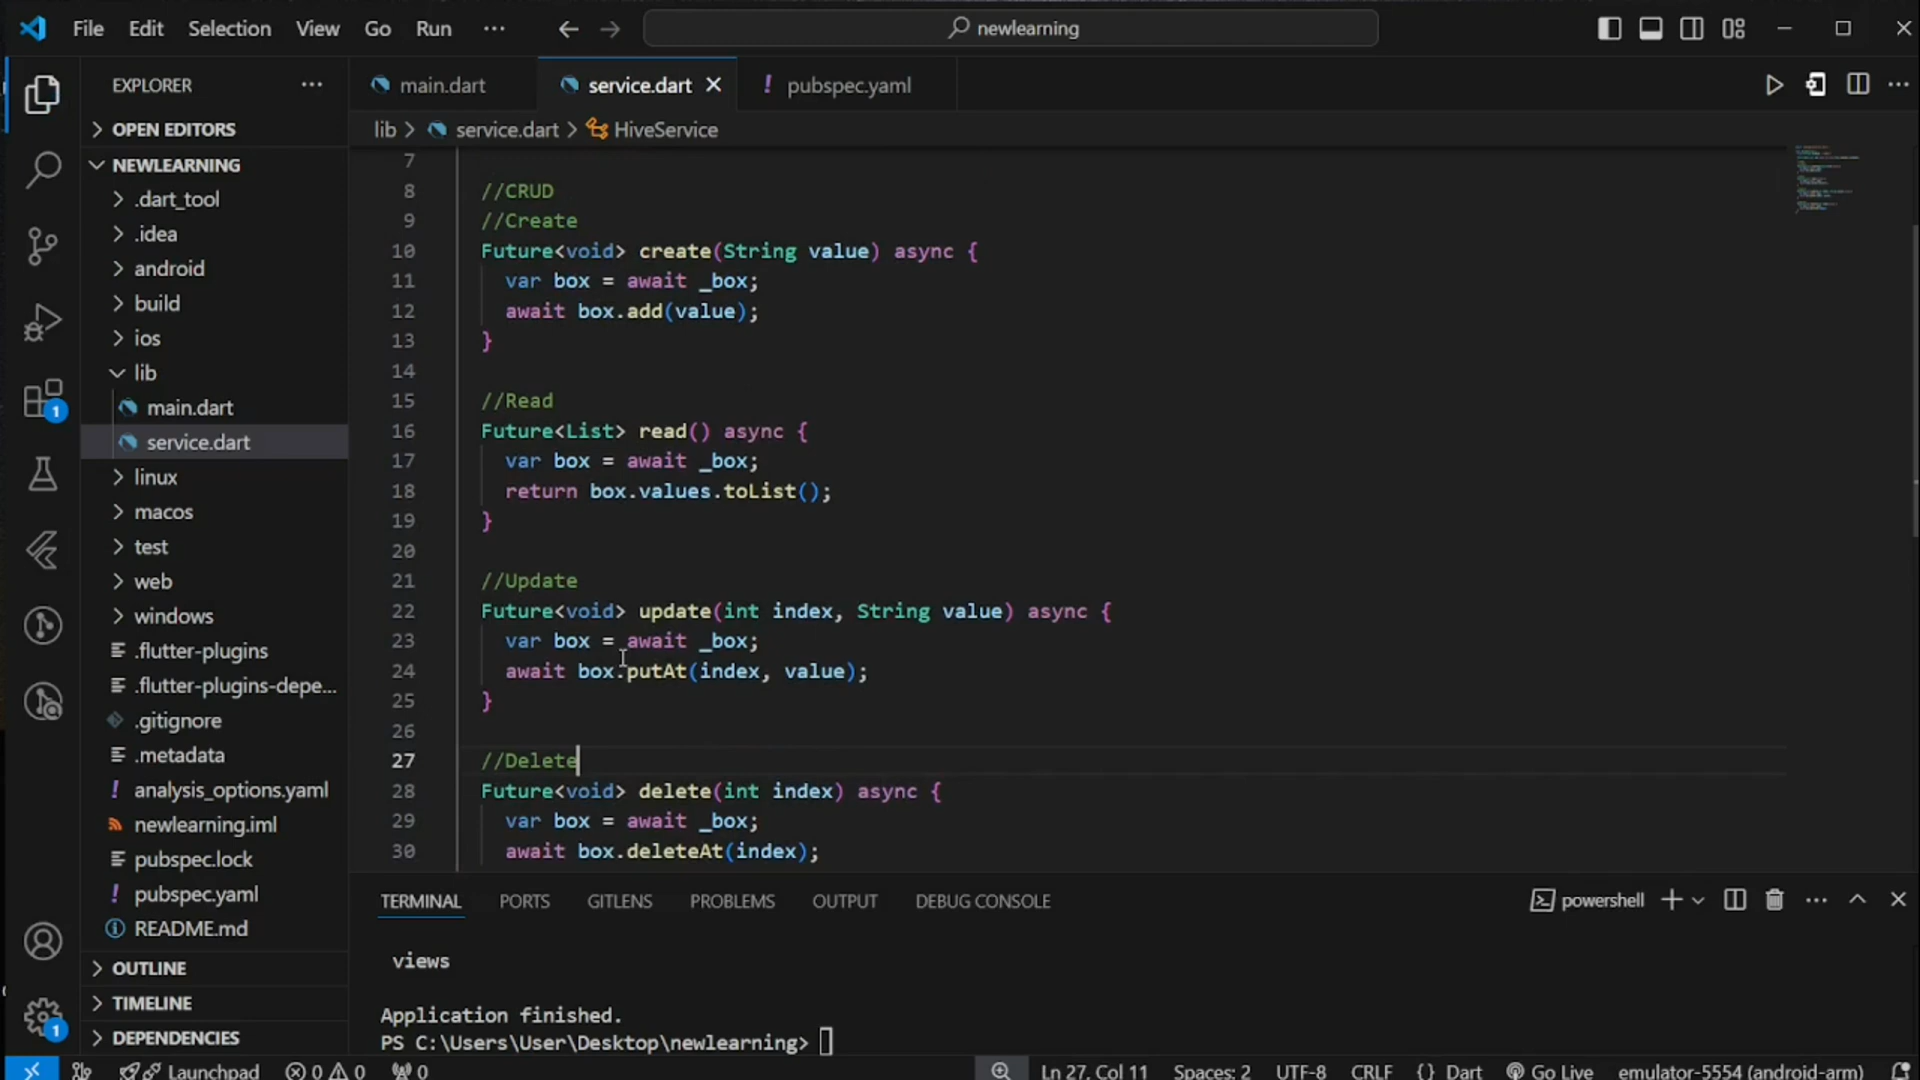 File Edit Selection View Go Run ··· newlearning
EXPLORER ···
OPEN EDITORS
NEWLEARNING
.dart_tool
.idea
android
build
ios
lib
main.dart
service.dart
linux
macos
test
web
windows
.flutter-plugins
.flutter-plugins-depe...
.gitignore
.metadata
analysis_options.yaml
newlearning.iml
pubspec.lock
pubspec.yaml
README.md
OUTLINE
TIMELINE
DEPENDENCIES
1
1
main.dart service.dart ! pubspec.yaml
lib > service.dart > HiveService
7
8 //CRUD
9 //Create
10 Future<void> create(String value) async {
11 var box = await _box;
12 await box.add(value);
13 }
14
15 //Read
16 Future<List> read() async {
17 var box = await _box;
18 return box.values.toList();
19 }
20
21 //Update
22 Future<void> update(int index, String value) async {
23 var box = await _box;
24 await box.putAt(index, value);
25 }
26
27 //Delete
28 Future<void> delete(int index) async {
29 var box = await _box;
30 await box.deleteAt(index);
TERMINAL PORTS GITLENS PROBLEMS OUTPUT DEBUG CONSOLE powershell
views
Application finished.
PS C:\Users\User\Desktop\newlearning>
Launchpad 0 0 0 Ln 27, Col 11 Spaces: 2 UTF-8 CRLF {} Dart Go Live emulator-5554 (android-arm)